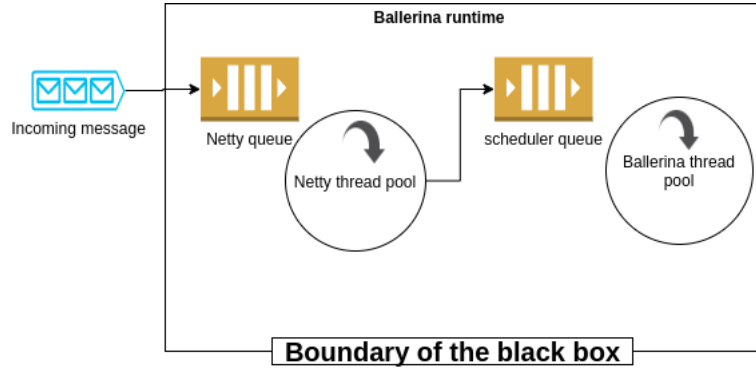 Ballerina runtime
Incoming message
Netty queue
Netty thread pool
scheduler queue
Ballerina thread
pool
Boundary of the black box